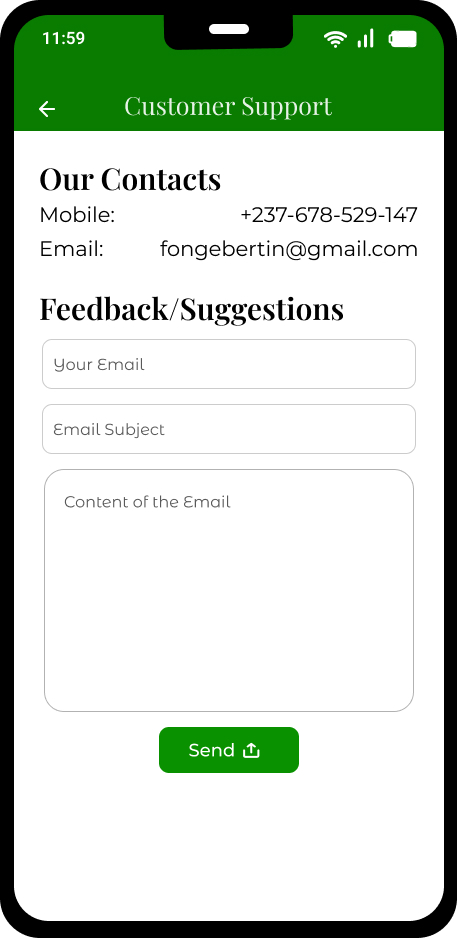 11:59
Customer Support
Our Contacts
Mobile: +237-678-529-147
Email: fongebertin@gmail.com
Feedback/Suggestions
Your Email
Email Subject
Content of the Email
Send